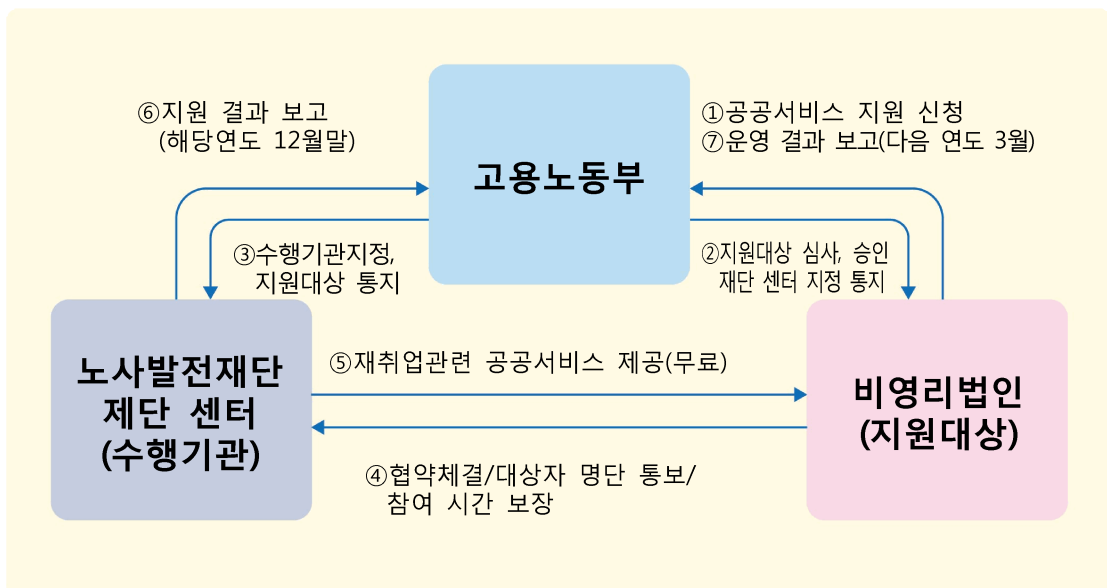 ⑥지원 결과 보고
(해당연도 12월말)
고용노동부
①공공서비스 지원 신청
⑦운영 결과 보고(다음 연도 3월)
③수행기관지정,
지원대상 통지
②지원대상 심사, 승인
재단 센터 지정 통지
노사발전재단
제단 센터
(수행기관)
⑤재취업관련 공공서비스 제공(무료)
비영리법인
(지원대상)
④협약체결/대상자 명단 통보/
참여 시간 보장